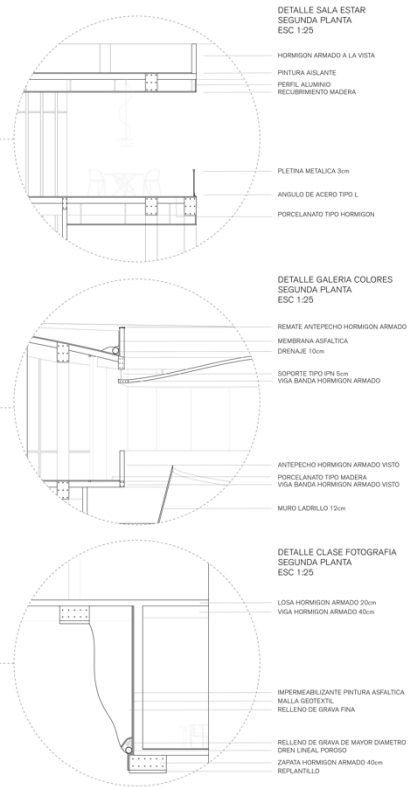 DETALLE SALA ESTAR
SEGUNDA PLANTA
ESC 1:25
HORMIGON ARMADO A LA VISTA
PINTURA AISLANTE
PERFIL ALUMINIO
RECUBRIMIENTO MADERA
PLETINA METALICA 3cm
ANGULO DE ACERO TIPO L
PORCELANATO TIPO HORMIGON
DETALLE GALERIA COLORES
SEGUNDA PLANTA
ESC 1:25
REMATE ANTEPECHO HORMIGON ARMADO
MEMBRANA ASFALTICA
DRENAJE 10cm
SOPORTE TIPO IPN 5cm
VIGA BANDA HORMIGON ARMADO
ANTEPECHO HORMIGON ARMADO VISTO
PORCELANATO TIPO MADERA
VIGA BANDA HORMIGON ARMADO VISTO
MURO LADRILLO 12cm
DETALLE CLASE FOTOGRAFIA
SEGUNDA PLANTA
ESC 1:25
LOSA HORMIGON ARMADO 20cm
VIGA HORMIGON ARMADO 40cm
IMPERMEABILIZANTE PINTURA ASFALTICA
MALLA GEOTEXTIL
RELLENO DE GRAVA FINA
RELLENO DE GRAVA DE MAYOR DIAMETRO
DREN LINEAL POROSO
ZAPATA HORMIGON ARMADO 40cm
REPLANTILLO